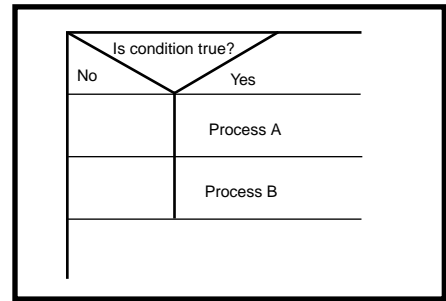 Is condition true?
No
Yes
Process A
Process B